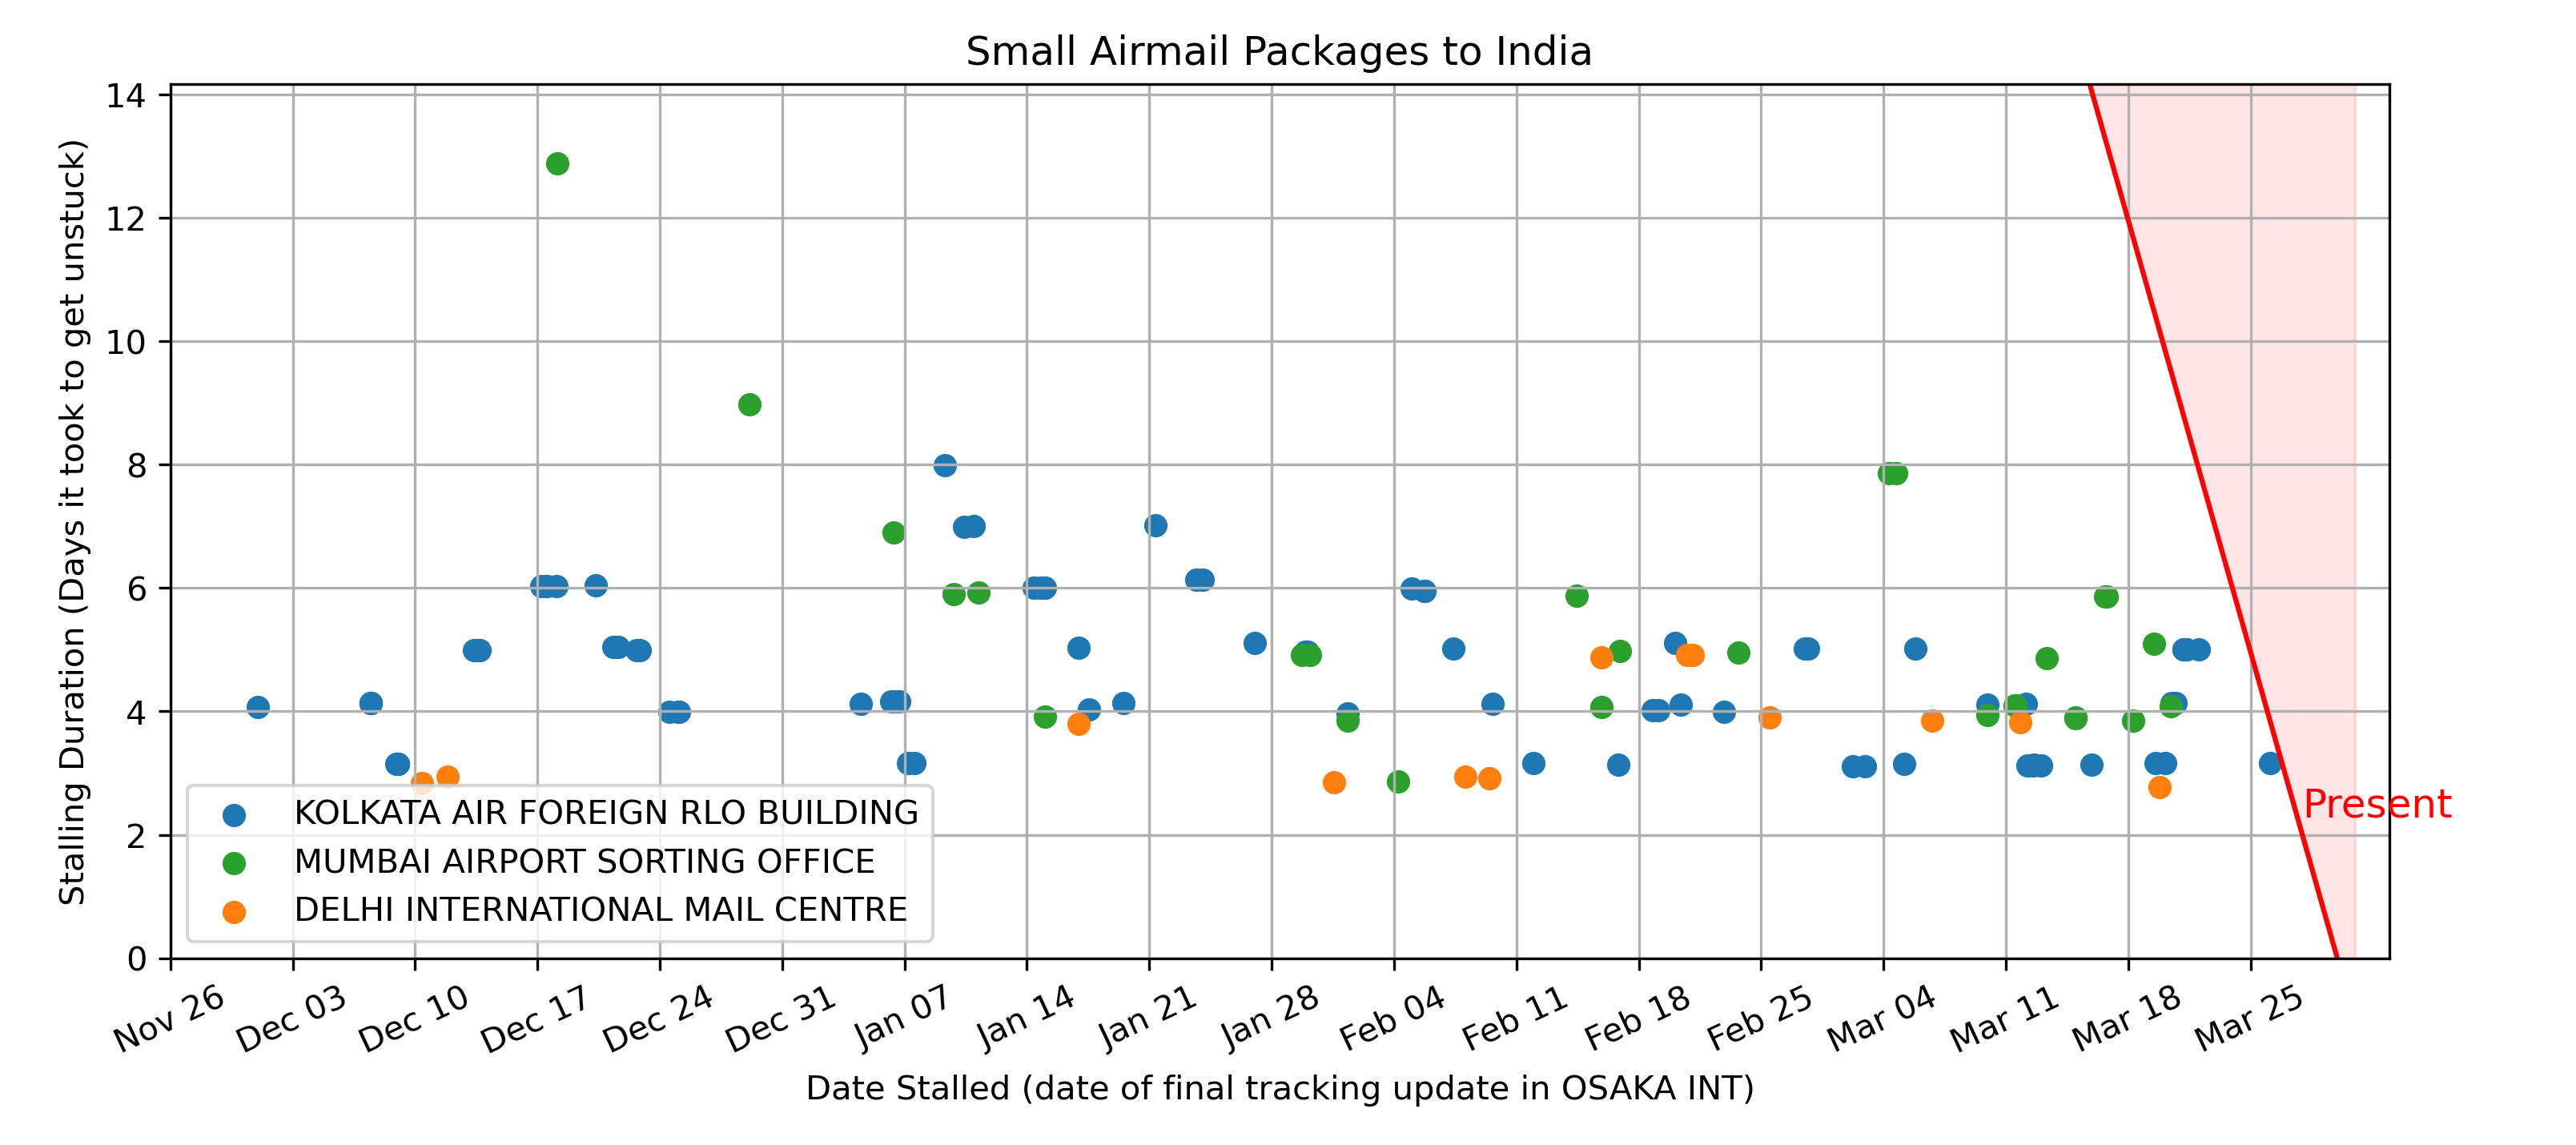 Small Airmail Packages to India
Stalling Duration (Days it took to get unstuck)
14
12
10
8
6
4
2
0
Present
KOLKATA AIR FOREIGN RLO BUILDING
MUMBAI AIRPORT SORTING OFFICE
DELHI INTERNATIONAL MAIL CENTRE
Nov 26
Dec 03
Dec 10
Dec 17
Dec 24
Dec 31
Jan 07
Jan 14
Jan 21
Jan 28
Feb 04
Feb 11
Feb 18
Feb 25
Mar 04
Mar 11
Mar 18
Mar 25
Date Stalled (date of final tracking update in OSAKA INT)